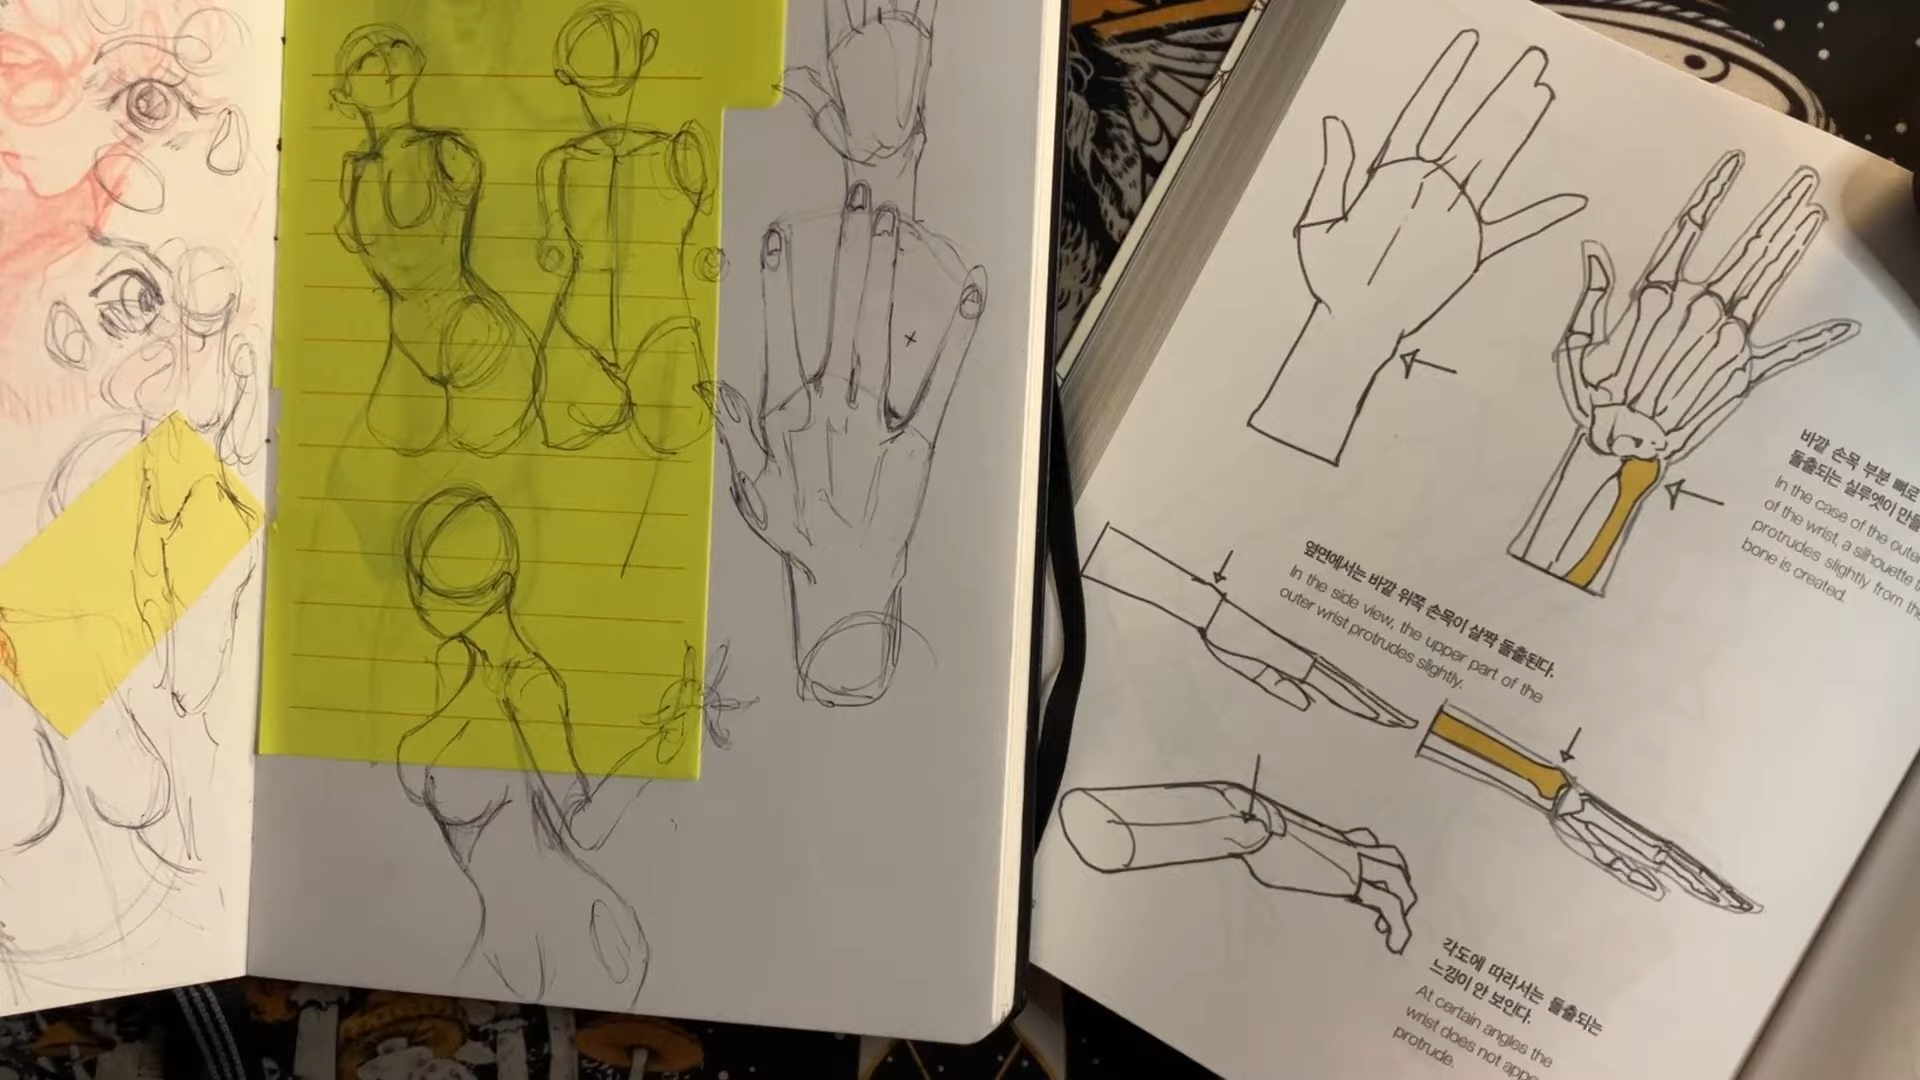 바깥 손목 부분 뼈로
돌출되는 실루엣이 만들
In the case of the oute
of the wrist, a silhouette
protrudes slightly from the
bone is created.
옆면에서는 바깥 위쪽 손목이 살짝 돌출된다.
In the side view, the upper part of the
outer wrist protrudes slightly.
각도에 따라서는 돌출되는
느낌이 안 보인다.
At certain angles the
wrist does not appe
protrude.